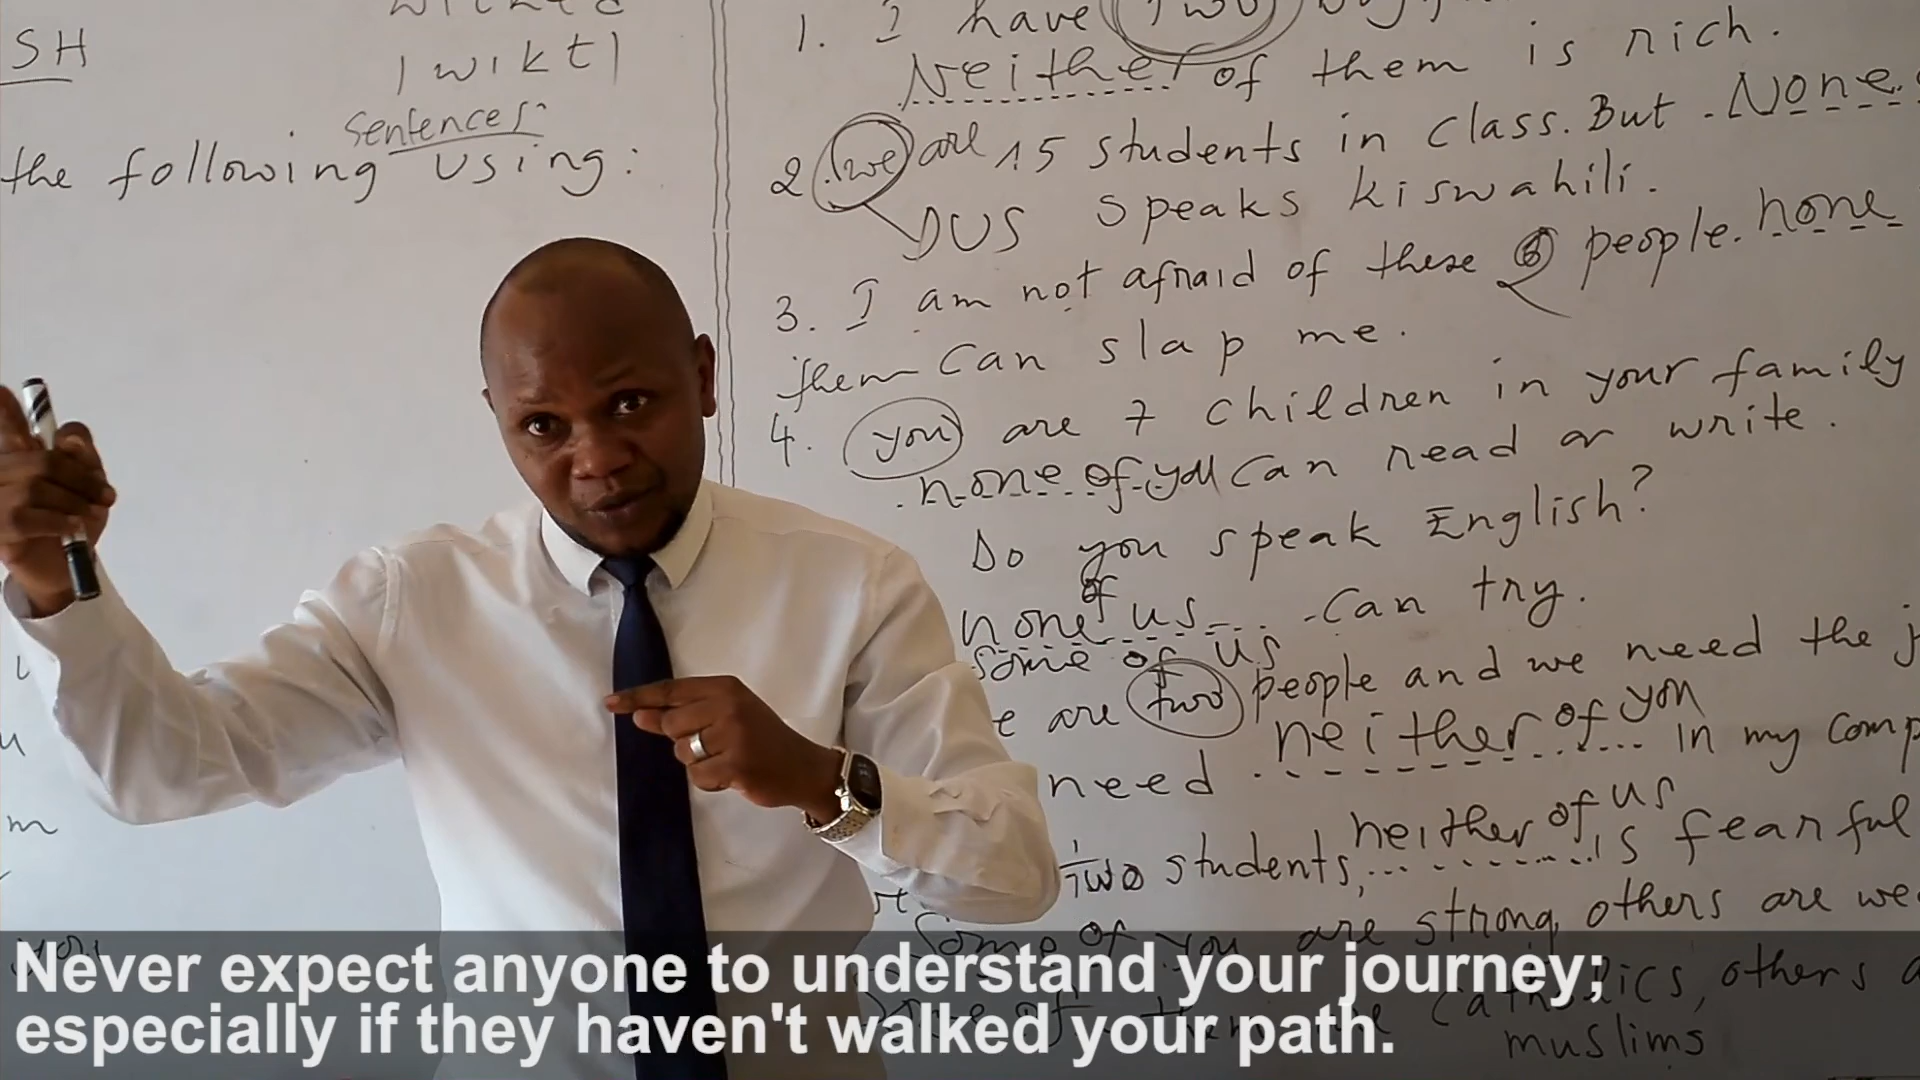 SH
wicked
|wIkt|
sentences
the following using:
1. I have two
Neither of them is rich.
2 we are 15 students in class. But None
DUS speaks kiswahili.
3. I am not afraid of these people. none
them can slap me.
4. you are 7 children in your family
none of you can read or write.
Do you speak English?
none of us can try.
some of us
e are two people and we need the j
need neither of you in my comp
two students, neither of us is fearful
Some of you are strong, others are we
catholics, others a
muslims
Never expect anyone to understand your journey;
especially if they haven't walked your path.